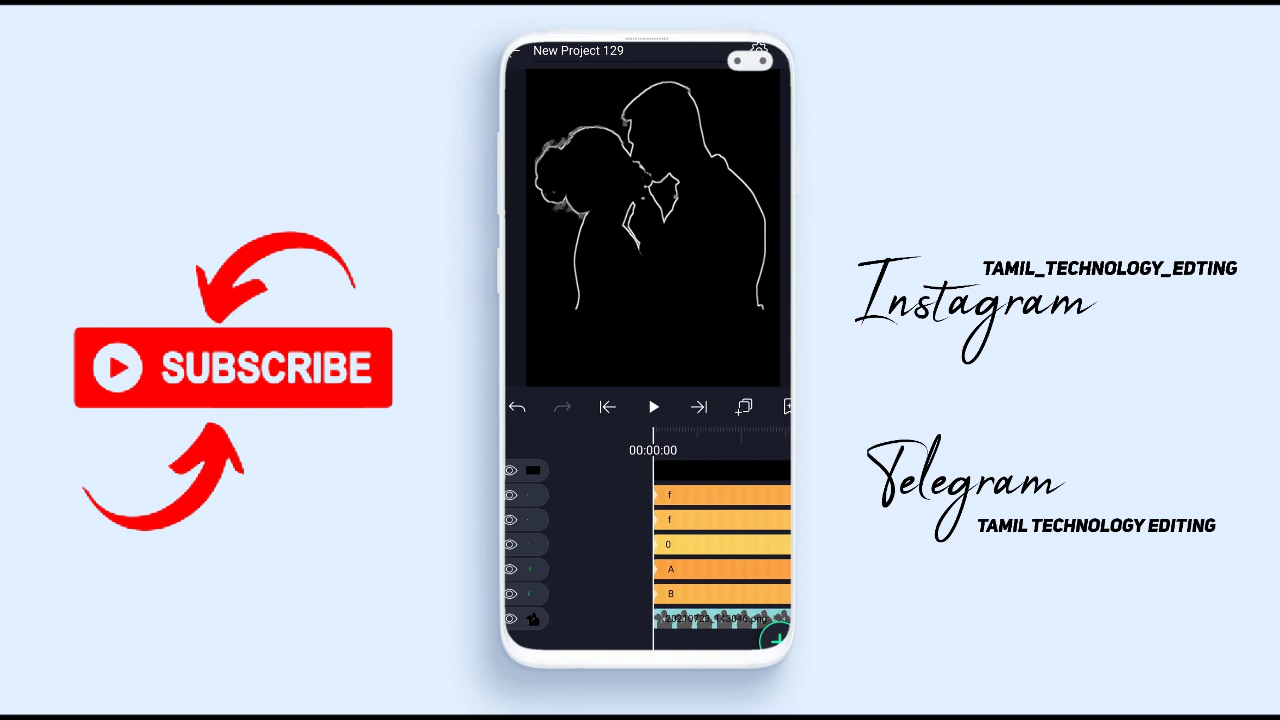 New Project 129
SUBSCRIBE
TAMIL_TECHNOLOGY_EDTING
Instagram
Telegram
TAMIL TECHNOLOGY EDITING
00:00:00
f
f
0
A
B